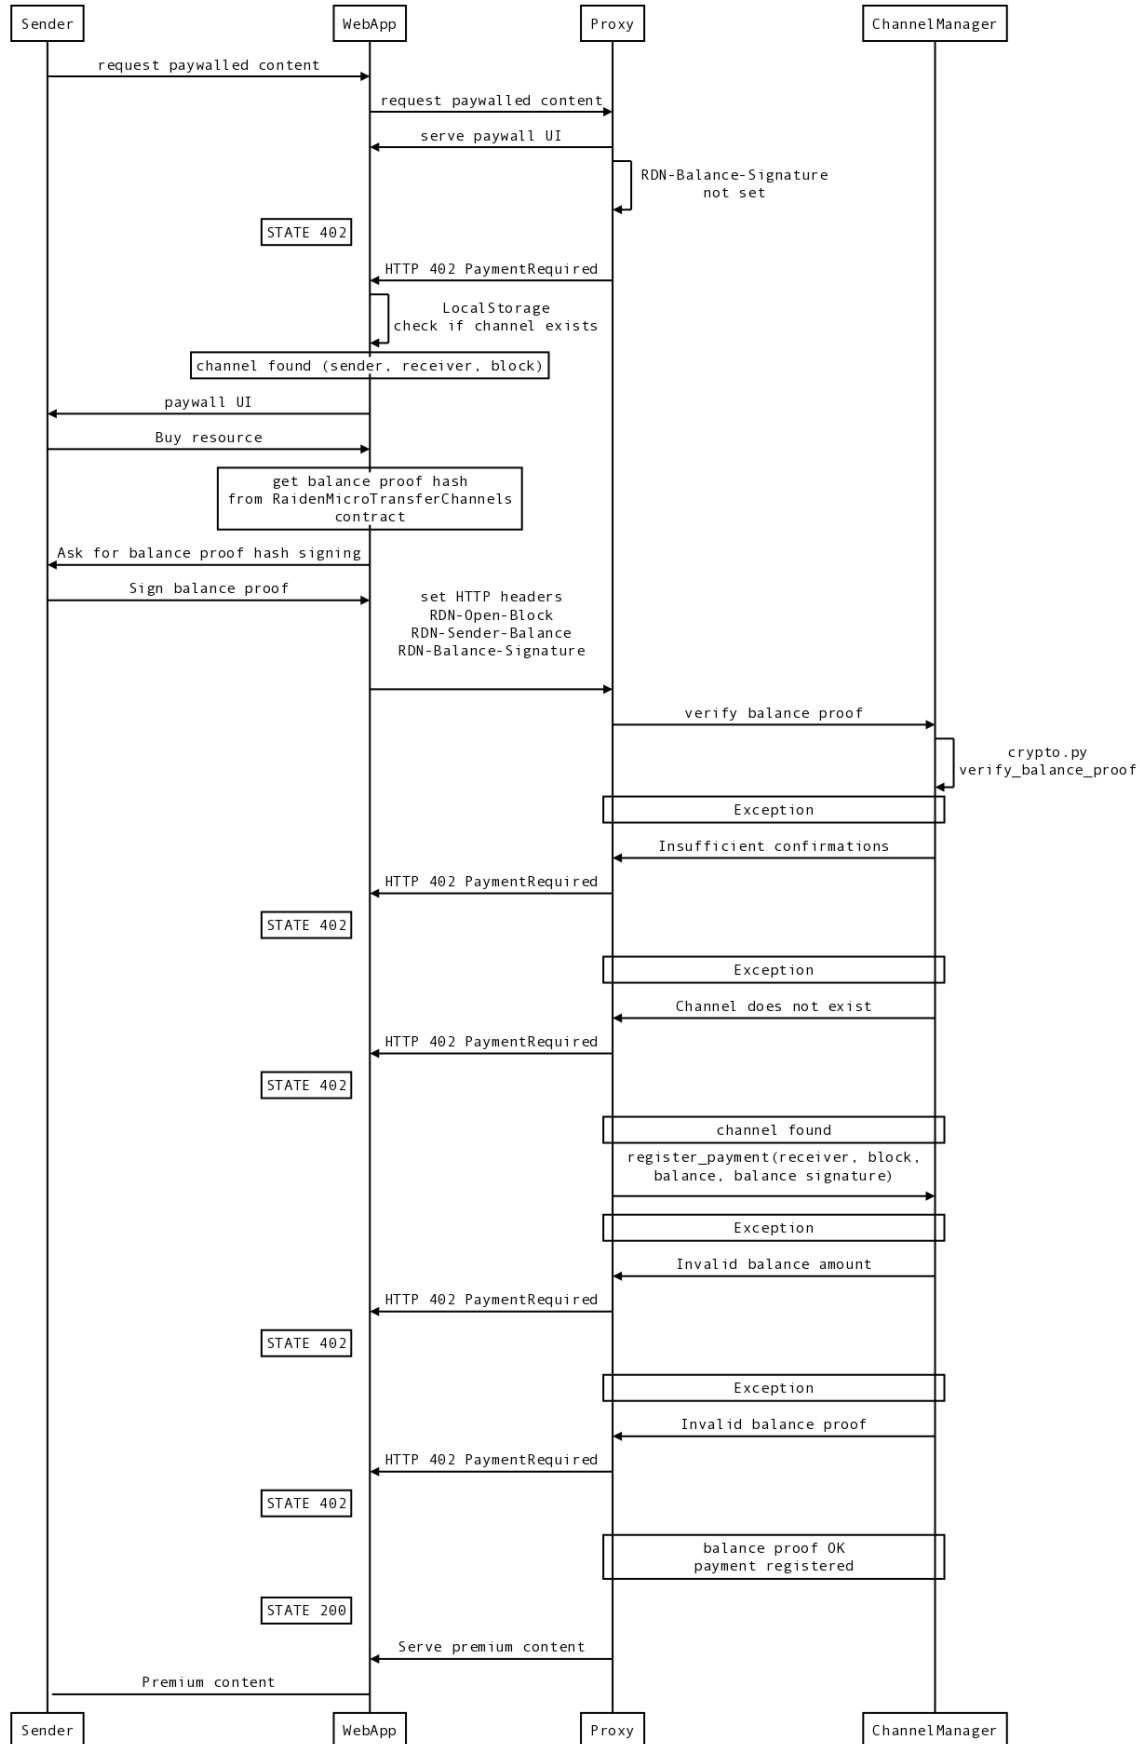 Sender
WebApp
Proxy
ChannelManager
request paywalled content
request paywalled content
serve paywall UI
RDN-Balance-Signature
not set
STATE 402
HTTP 402 PaymentRequired
LocalStorage
check if channel exists
channel found (sender, receiver, block)
paywall UI
Buy resource
get balance proof hash
from RaidenMicroTransferChannels
contract
Ask for balance proof hash signing
Sign balance proof
set HTTP headers
RDN-Open-Block
RDN-Sender-Balance
RDN-Balance-Signature
verify balance proof
crypto.py
verify_balance_proof
Exception
Insufficient confirmations
HTTP 402 PaymentRequired
STATE 402
Exception
Channel does not exist
HTTP 402 PaymentRequired
STATE 402
channel found
register_payment(receiver, block,
balance, balance signature)
Exception
Invalid balance amount
HTTP 402 PaymentRequired
STATE 402
Exception
Invalid balance proof
HTTP 402 PaymentRequired
STATE 402
balance proof OK
payment registered
STATE 200
Serve premium content
Premium content
Sender
WebApp
Proxy
ChannelManager